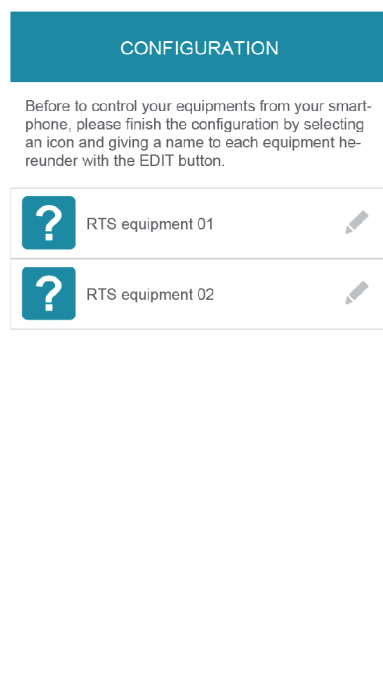 CONFIGURATION
Before to control your equipments from your smart-
phone, please finish the configuration by selecting
an icon and giving a name to each equipment he-
reunder with the EDIT button.
? RTS equipment 01
? RTS equipment 02